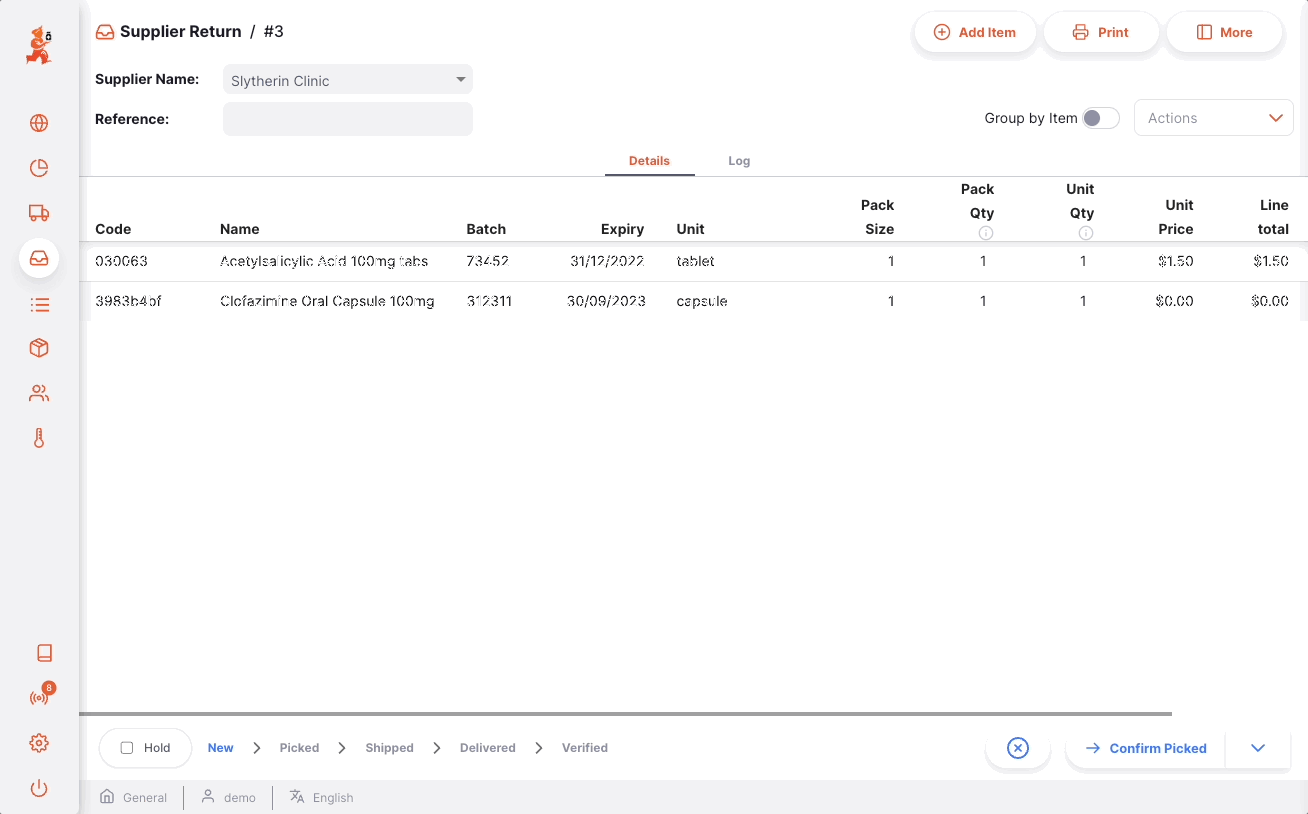 Supplier Return / #3
Add Item
Print
More
Supplier Name: Slytherin Clinic
Reference:
Group by Item
Actions
Details Log
Code Name Batch Expiry Unit Pack Size Pack Qty Unit Qty Unit Price Line total
030063 Acetylsalicylic Acid 100mg tabs 73452 31/12/2022 tablet 1 1 1 $1.50 $1.50
3983b4bf Clofazimine Oral Capsule 100mg 312311 30/09/2023 capsule 1 1 1 $0.00 $0.00
8
Hold New Picked Shipped Delivered Verified Confirm Picked
General demo English